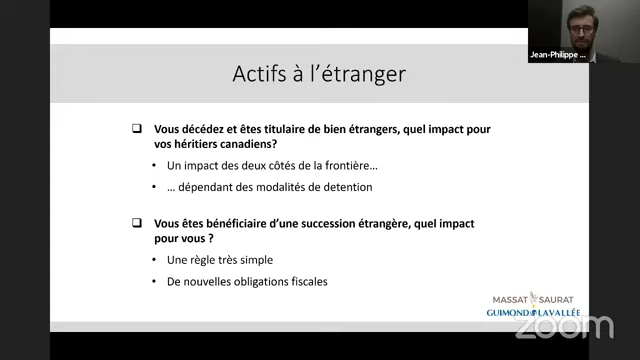 Jean-Philippe ...
Actifs à l’étranger
❑ Vous décédez et êtes titulaire de bien étrangers, quel impact pour
vos héritiers canadiens?
• Un impact des deux côtés de la frontière…
• … dépendant des modalités de detention
❑ Vous êtes bénéficiaire d’une succession étrangère, quel impact
pour vous ?
• Une règle très simple
• De nouvelles obligations fiscales
MASSAT SAURAT
GUIMOND LAVALLÉE
zoom